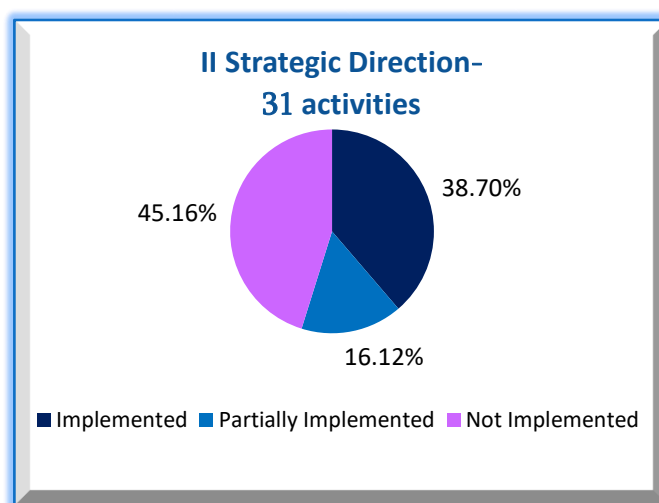 II Strategic Direction-
31 activities
38.70%
45.16%
16.12%
Implemented
Partially Implemented
Not Implemented